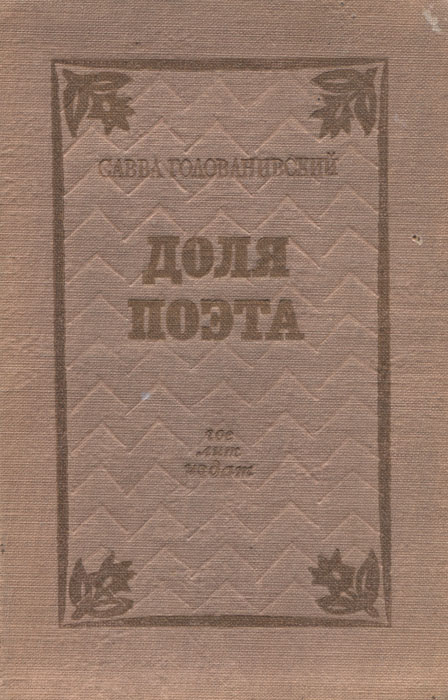 САВВА ГОЛОВАНИВСКИЙ
ДОЛЯ
ПОЭТА
гос
лит
издат